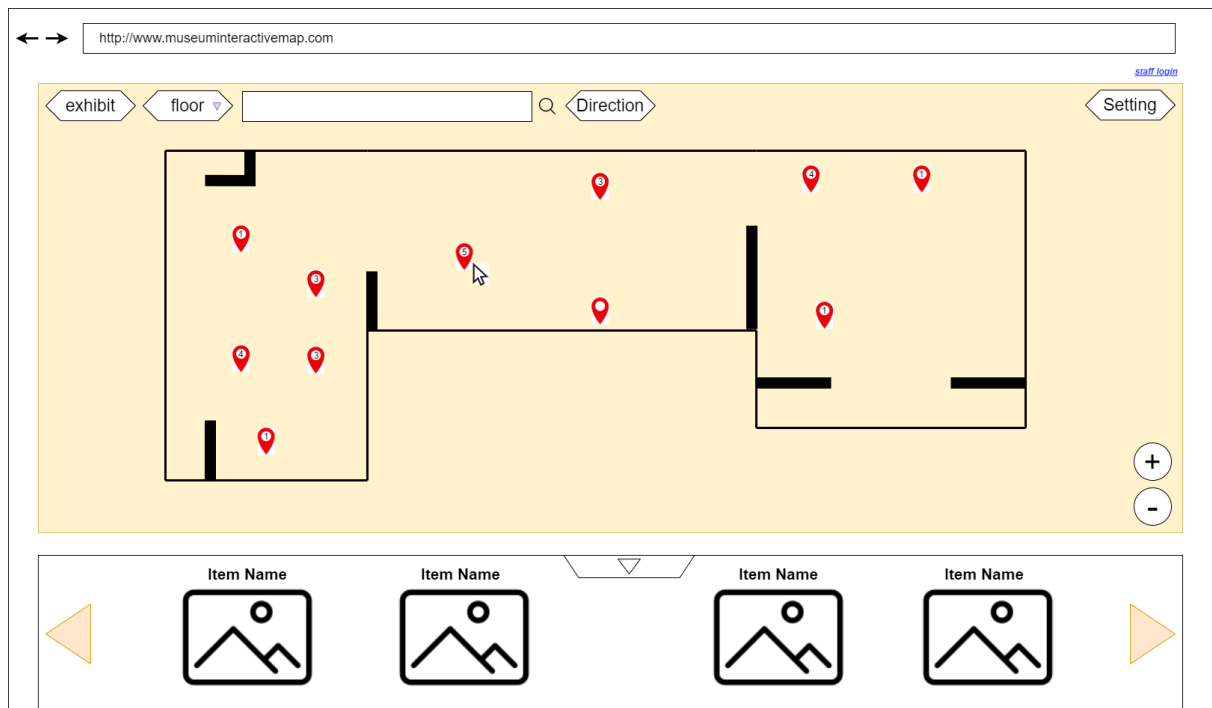 http://www.museuminteractivemap.com
staff login
exhibit
floor
Direction
Setting
3
4
1
1
5
3
1
4
3
1
+
-
Item Name
Item Name
Item Name
Item Name